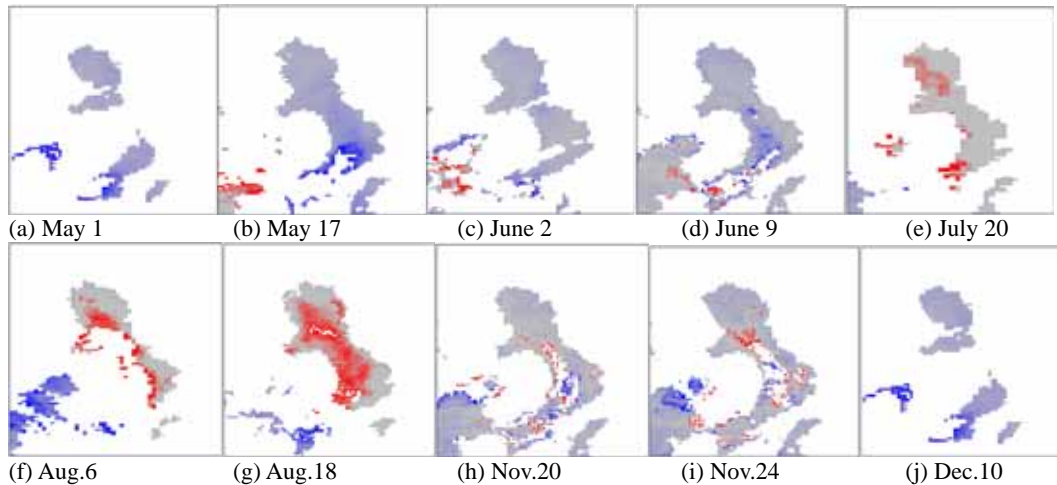 (a) May 1 (b) May 17 (c) June 2 (d) June 9 (e) July 20
(f) Aug.6 (g) Aug.18 (h) Nov.20 (i) Nov.24 (j) Dec.10